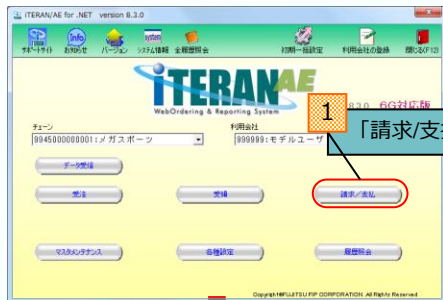 iTERAN/AE for .NET version 8.3.0
サポートサイト お知らせ バージョン システム情報 全履歴照会 初期一括設定 利用会社の登録 閉じる(F12)
iTERANAE
WebOrdering & Reporting System
8.3.0 6G対応版
1
「請求/支
チェーン 利用会社
9945000000001:メガスポーツ 999999:モデルユーザ
データ受信
受注 受領 請求/支払
マスタメンテナンス 各種設定 履歴照会
Copyright©FUJITSU FIP CORPORATION All Rights Reserved